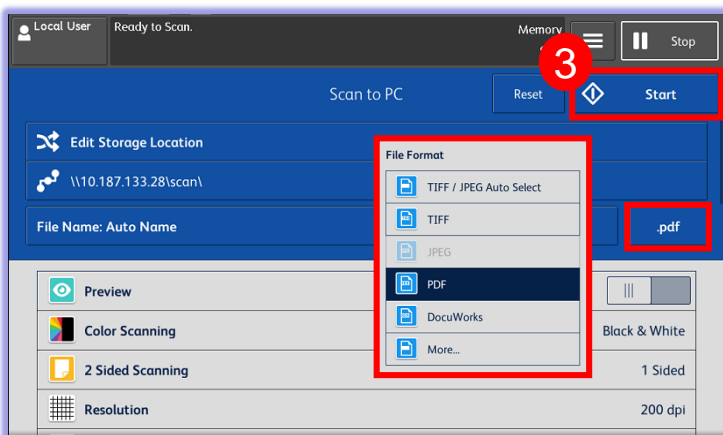 Local User
Ready to Scan.
Memory
3
Stop
Scan to PC
Reset
Start
Edit Storage Location
\\10.187.133.28\scan\
File Name: Auto Name
.pdf
File Format
TIFF / JPEG Auto Select
TIFF
JPEG
PDF
DocuWorks
More...
Preview
Color Scanning
Black & White
2 Sided Scanning
1 Sided
Resolution
200 dpi